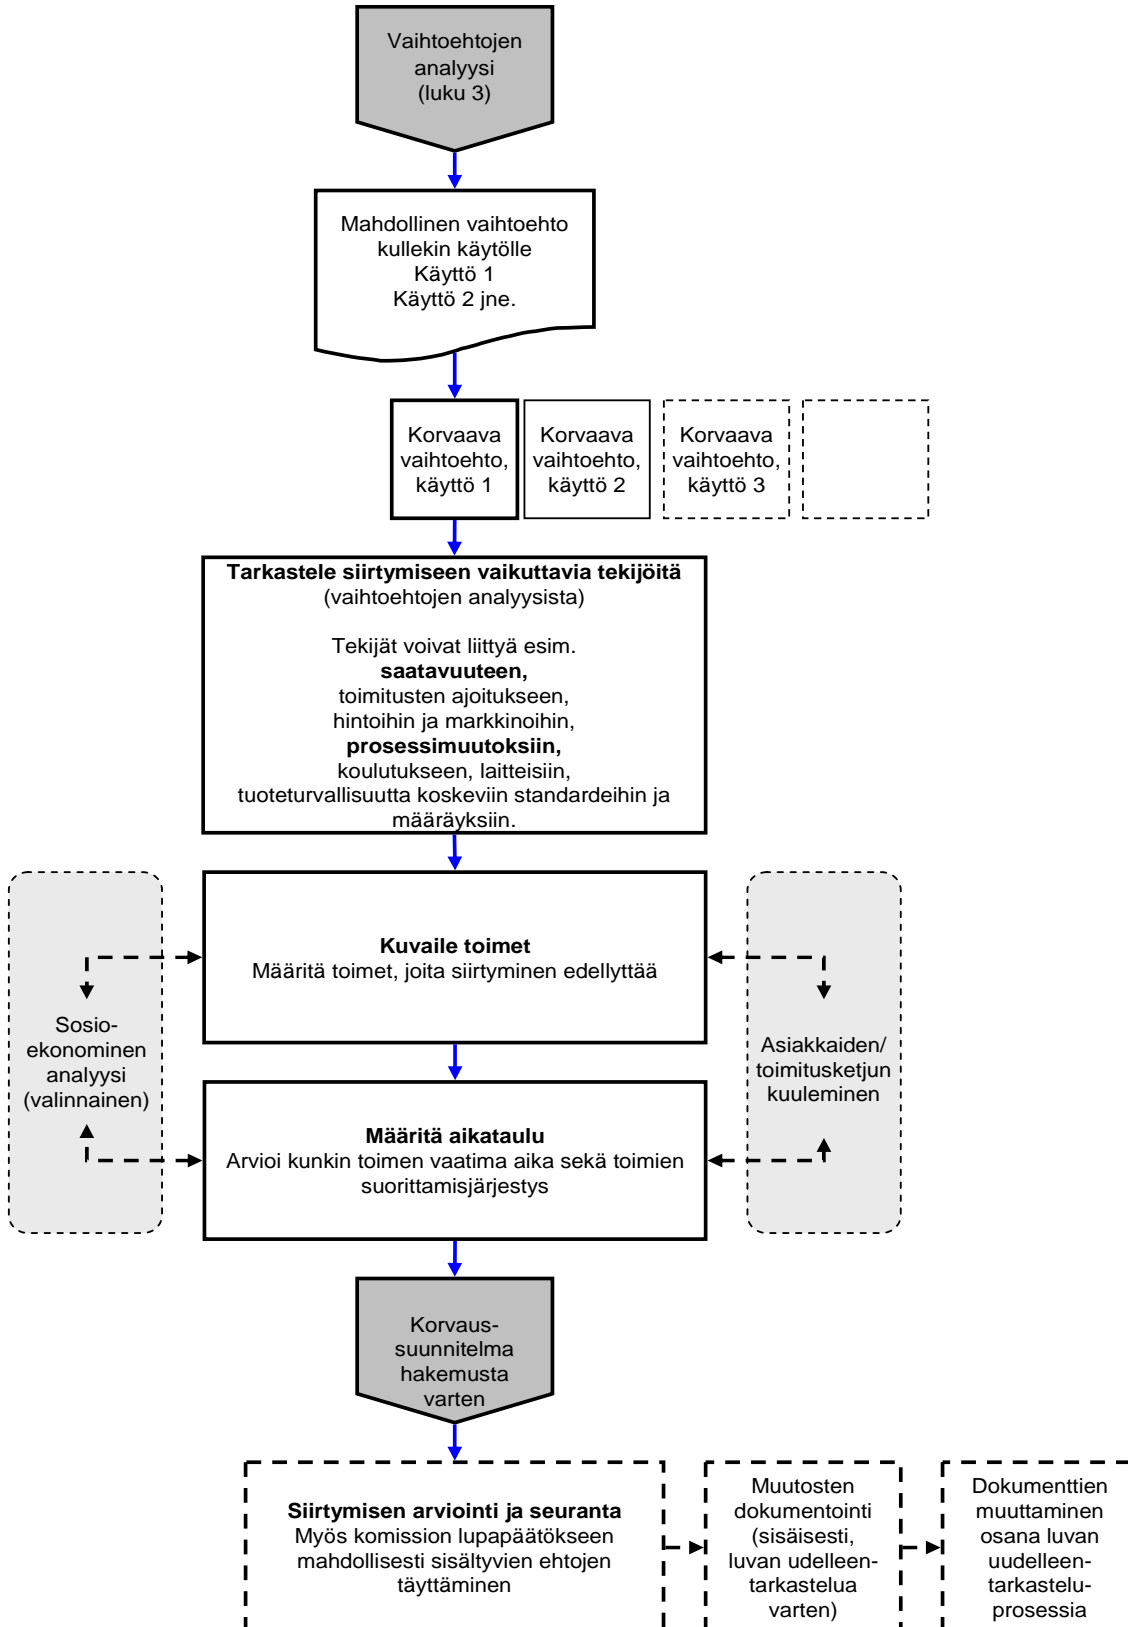 Vaihtoehtojen
analyysi
(luku 3)
Mahdollinen vaihtoehto
kullekin käytölle
Käyttö 1
Käyttö 2 jne.
Korvaava
vaihtoehto,
käyttö 1
Korvaava
vaihtoehto,
käyttö 2
Korvaava
vaihtoehto,
käyttö 3
Tarkastele siirtymiseen vaikuttavia tekijöitä
(vaihtoehtojen analyysista)
Tekijät voivat liittyä esim.
saatavuuteen,
toimitusten ajoitukseen,
hintoihin ja markkinoihin,
prosessimuutoksiin,
koulutukseen, laitteisiin,
tuoteturvallisuutta koskeviin standardeihin ja
määräyksiin.
Kuvaile toimet
Määritä toimet, joita siirtyminen edellyttää
Sosio-
ekonominen
analyysi
(valinnainen)
Asiakkaiden/
toimitusketjun
kuuleminen
Määritä aikataulu
Arvioi kunkin toimen vaatima aika sekä toimien
suorittamisjärjestys
Korvaus-
suunnitelma
hakemusta
varten
Siirtymisen arviointi ja seuranta
Myös komission lupapäätökseen
mahdollisesti sisältyvien ehtojen
täyttäminen
Muutosten
dokumentointi
(sisäisesti,
luvan udelleen-
tarkastelua
varten)
Dokumenttien
muuttaminen
osana luvan
uudelleen-
tarkastelu-
prosessia